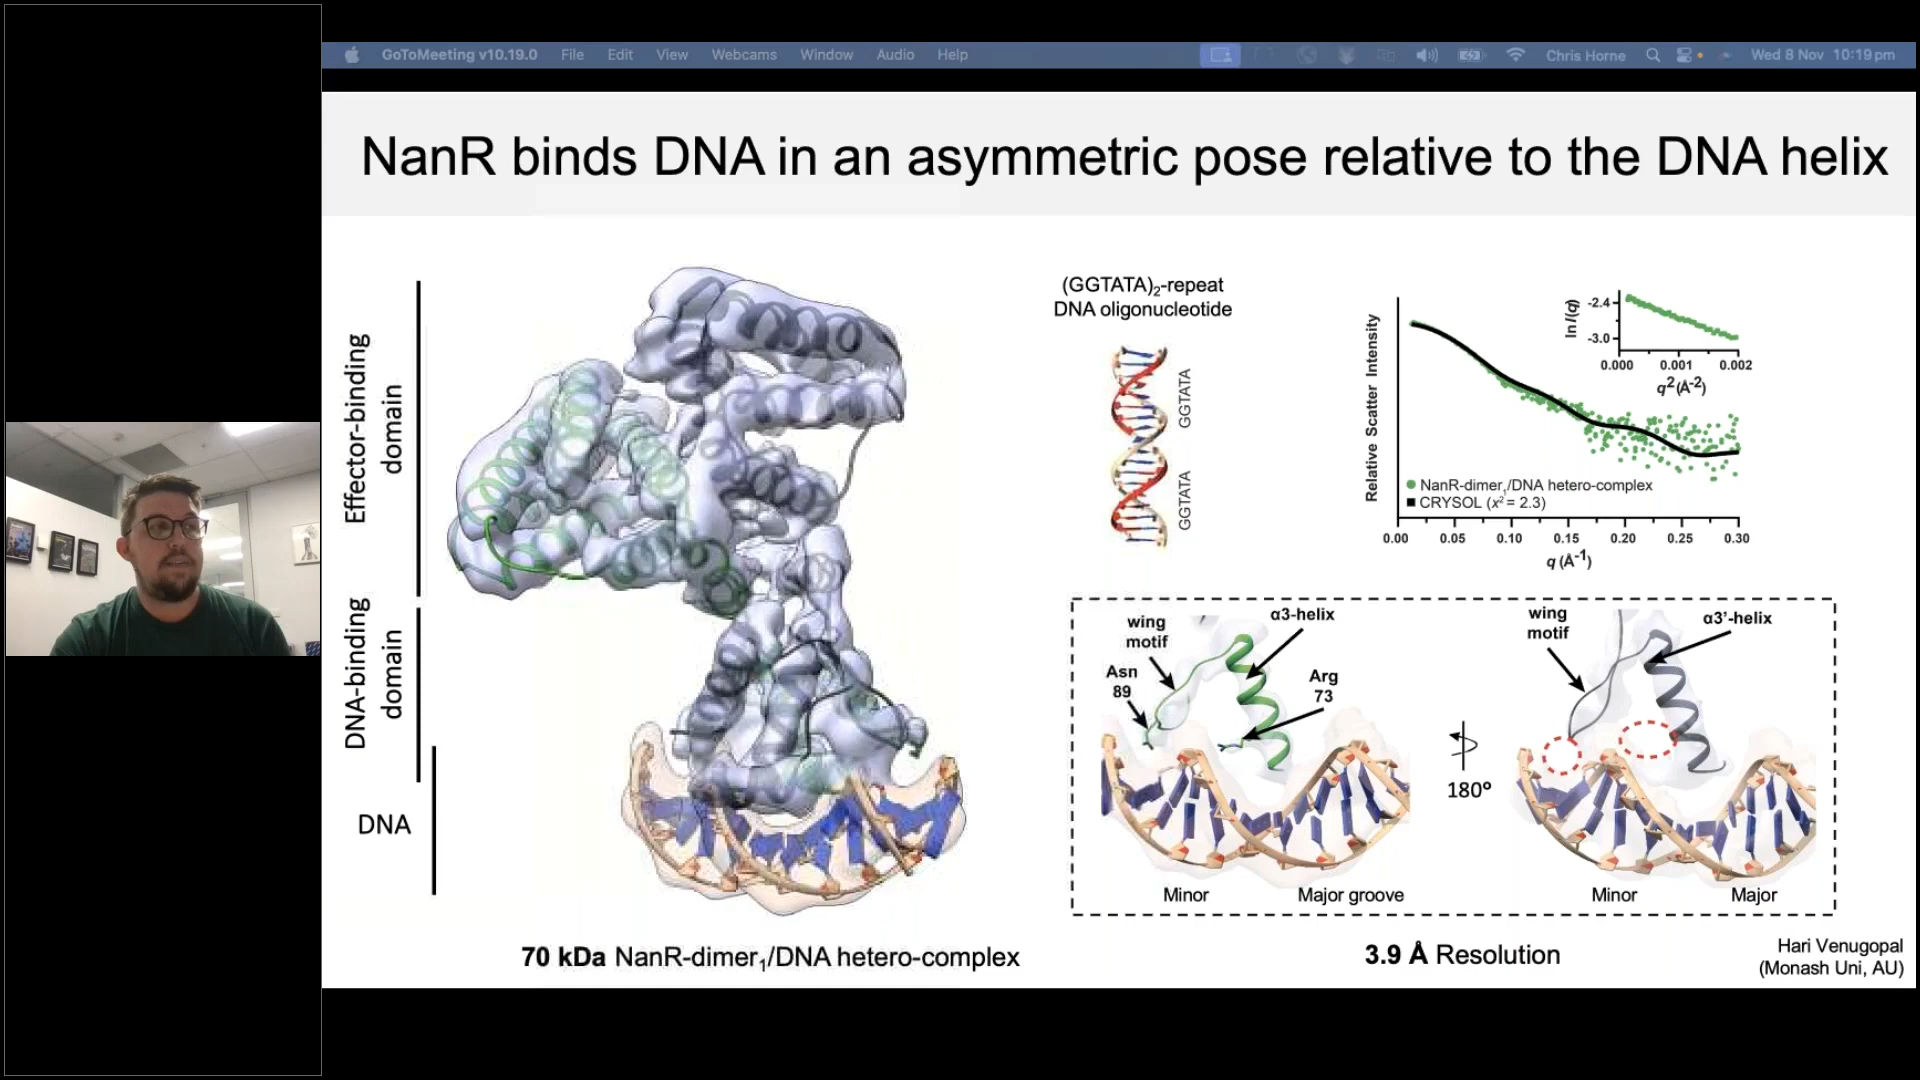 GoToMeeting v10.19.0 File Edit View Webcams Window Audio Help Chris Horne Wed 8 Nov 10:19 pm
NanR binds DNA in an asymmetric pose relative to the DNA helix
Effector-binding
domain
DNA-binding
domain
DNA
70 kDa NanR-dimer₁/DNA hetero-complex
(GGTATA)₂-repeat
DNA oligonucleotide
GGTATA
GGTATA
Relative Scatter Intensity
NanR-dimer₁/DNA hetero-complex
CRYSOL (x² = 2.3)
0.00 0.05 0.10 0.15 0.20 0.25 0.30
q (Å⁻¹)
ln I(q)
-2.4
-3.0
0.000 0.001 0.002
q² (Å⁻²)
wing
motif
α3-helix
Asn
89
Arg
73
Minor
Major groove
180º
wing
motif
α3'-helix
Minor
Major
3.9 Å Resolution
Hari Venugopal
(Monash Uni, AU)